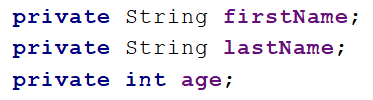 private String firstName;
private String lastName;
private int age;